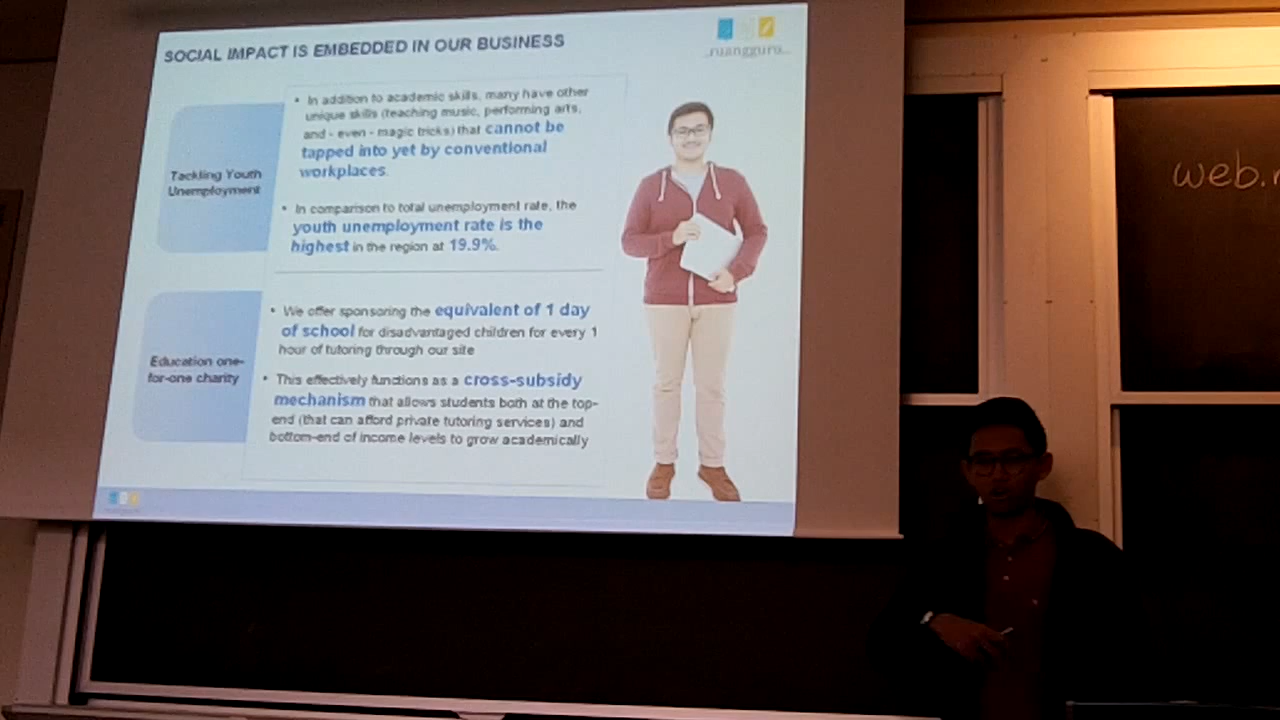 SOCIAL IMPACT IS EMBEDDED IN OUR BUSINESS
ruangguru
Tackling Youth
Unemployment
• In addition to academic skills, many have other
unique skills (teaching music, performing arts,
and - even - magic tricks) that cannot be
tapped into yet by conventional
workplaces.
• In comparison to total unemployment rate, the
youth unemployment rate is the
highest in the region at 19.9%.
Education one-
for-one charity
• We offer sponsoring the equivalent of 1 day
of school for disadvantaged children for every 1
hour of tutoring through our site
• This effectively functions as a cross-subsidy
mechanism that allows students both at the top-
end (that can afford private tutoring services) and
bottom-end of income levels to grow academically
web.